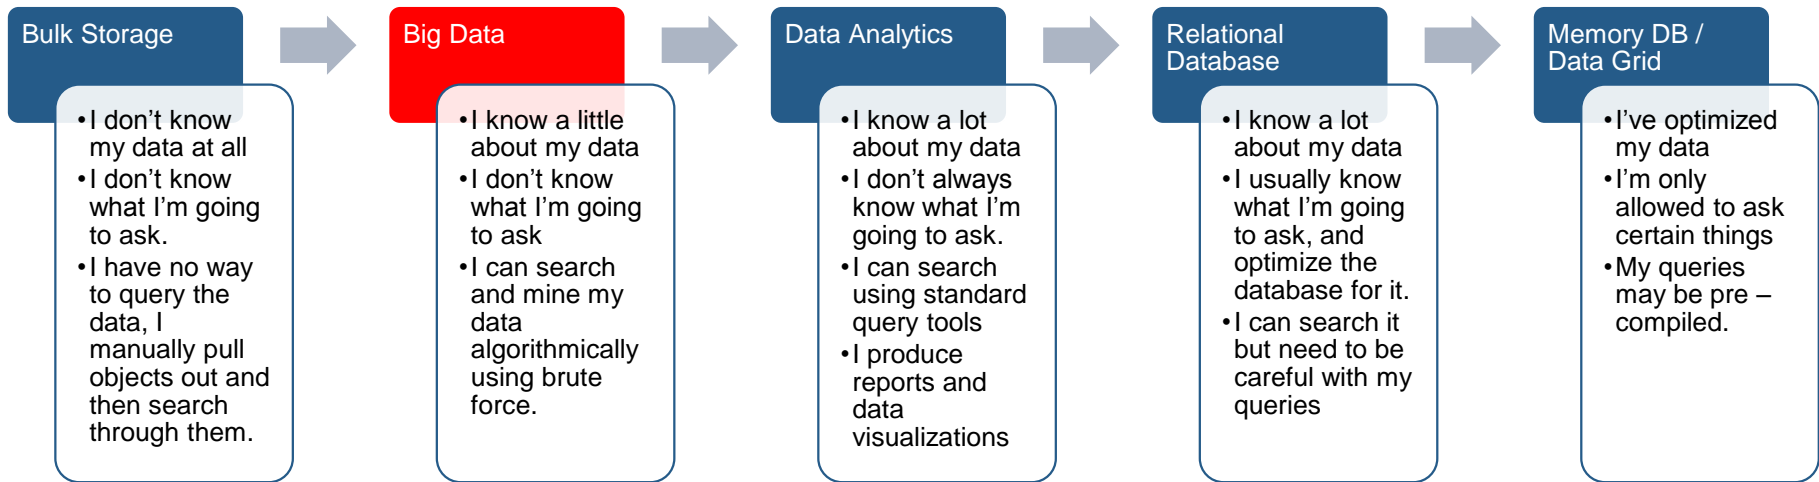 Bulk Storage
•I don’t know
my data at all
•I don’t know
what I’m going
to ask.
•I have no way
to query the
data, I
manually pull
objects out and
then search
through them.
Big Data
•I know a little
about my data
•I don’t know
what I’m going
to ask
•I can search
and mine my
data
algorithmically
using brute
force.
Data Analytics
•I know a lot
about my data
•I don’t always
know what I’m
going to ask.
•I can search
using standard
query tools
•I produce
reports and
data
visualizations
Relational
Database
•I know a lot
about my data
•I usually know
what I’m going
to ask, and
optimize the
database for it.
•I can search it
but need to be
careful with my
queries
Memory DB /
Data Grid
•I’ve optimized
my data
•I’m only
allowed to ask
certain things
•My queries
may be pre –
compiled.